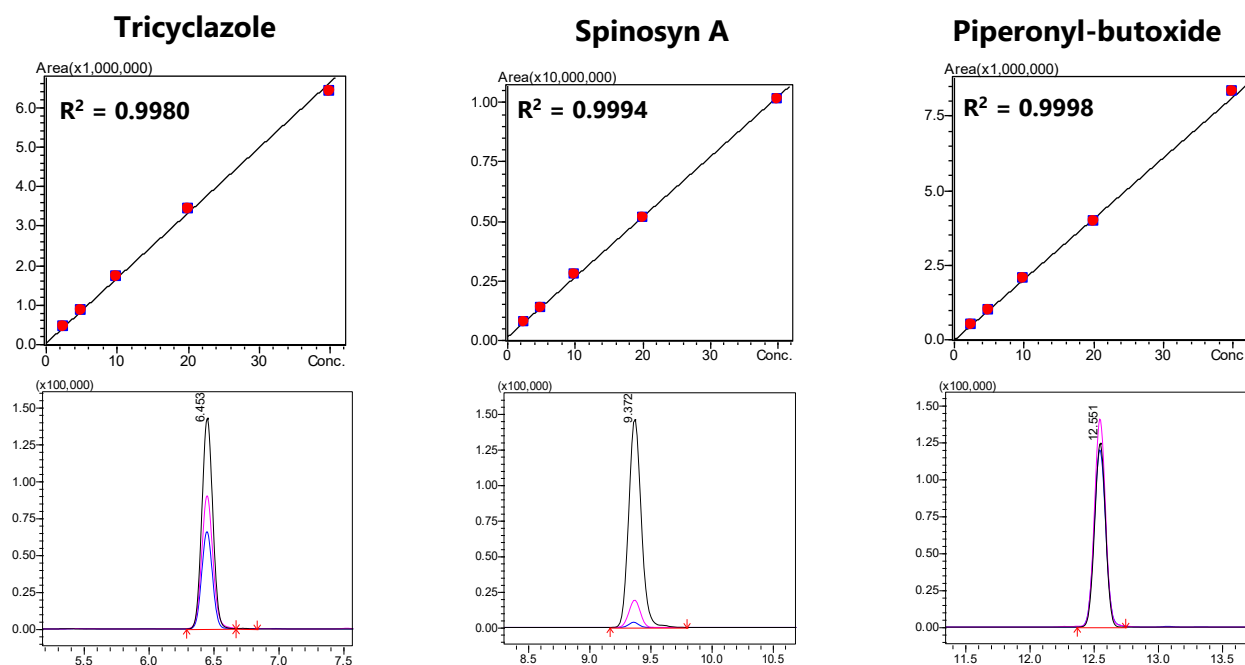 Tricyclazole
Area(x1,000,000)
R² = 0.9980
6.0
5.0
4.0
3.0
2.0
1.0
0.0
0 10 20 30 Conc.
(x100,000)
6.453
1.50
1.25
1.00
0.75
0.50
0.25
0.00
5.5 6.0 6.5 7.0 7.5
Spinosyn A
Area(x10,000,000)
R² = 0.9994
1.00
0.75
0.50
0.25
0.00
0 10 20 30 Conc.
(x100,000)
9.372
1.50
1.25
1.00
0.75
0.50
0.25
0.00
8.5 9.0 9.5 10.0 10.5
Piperonyl-butoxide
Area(x1,000,000)
R² = 0.9998
7.5
5.0
2.5
0.0
0 10 20 30 Conc
(x100,000)
12.551
1.50
1.25
1.00
0.75
0.50
0.25
0.00
11.5 12.0 12.5 13.0 13.5